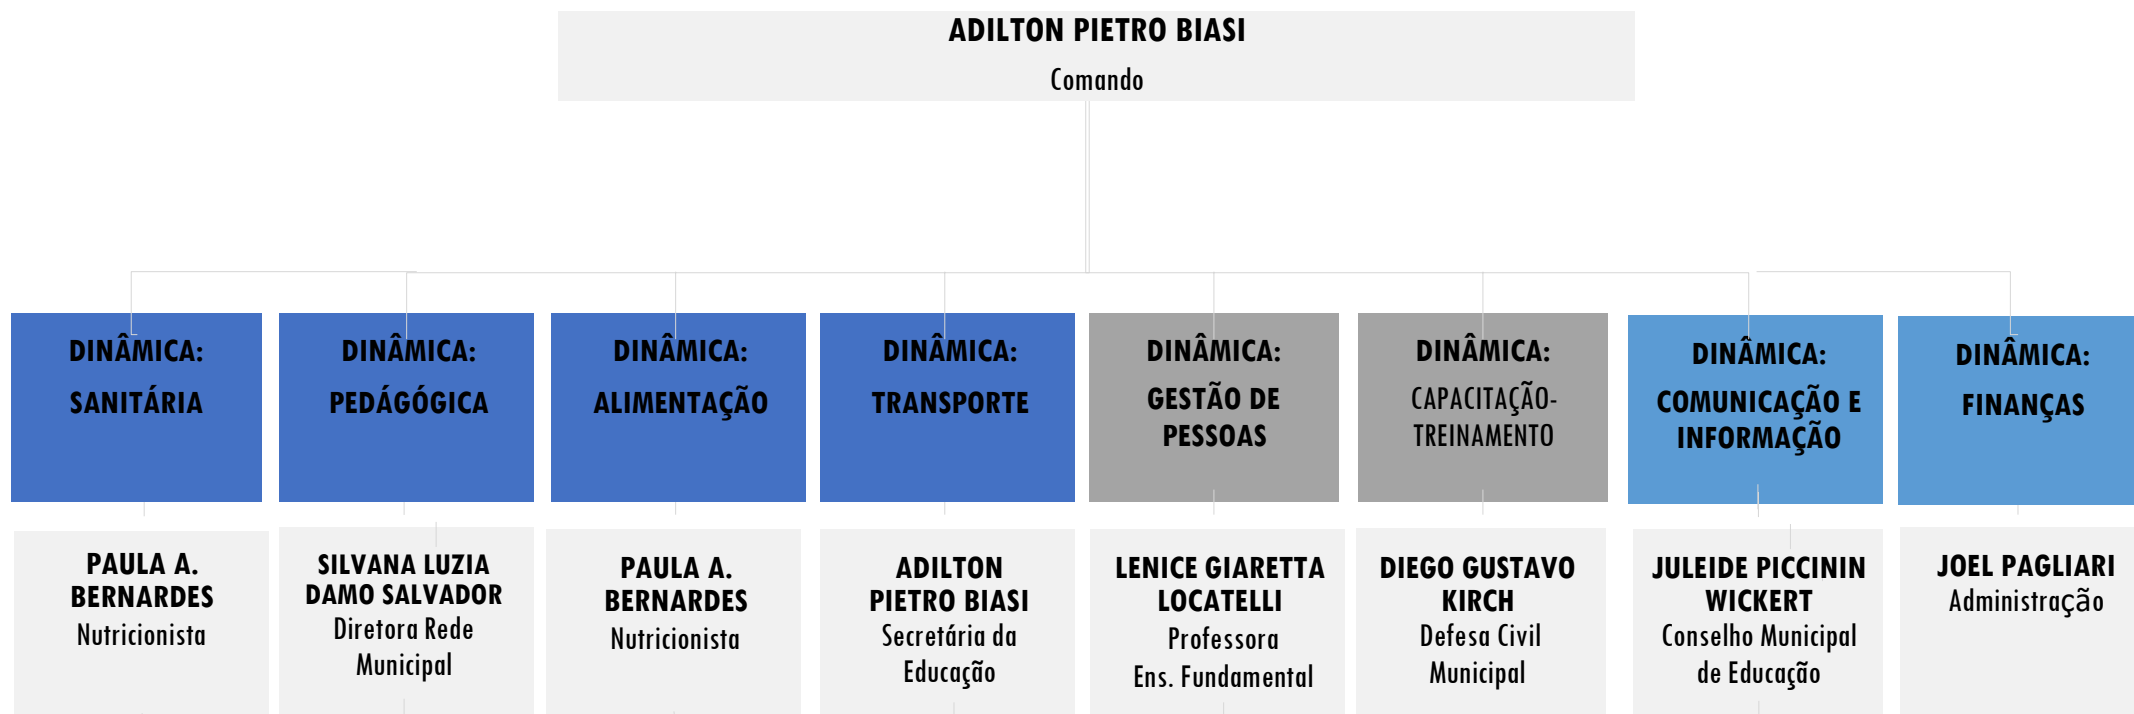 ADILTON PIETRO BIASI
Comando
DINÂMICA:
SANITÁRIA
DINÂMICA:
PEDÁGÓGICA
DINÂMICA:
ALIMENTAÇÃO
DINÂMICA:
TRANSPORTE
DINÂMICA:
GESTÃO DE
PESSOAS
DINÂMICA:
CAPACITAÇÃO-
TREINAMENTO
DINÂMICA:
COMUNICAÇÃO E
INFORMAÇÃO
DINÂMICA:
FINANÇAS
PAULA A.
BERNARDES
Nutricionista
SILVANA LUZIA
DAMO SALVADOR
Diretora Rede
Municipal
PAULA A.
BERNARDES
Nutricionista
ADILTON
PIETRO BIASI
Secretária da
Educação
LENICE GIARETTA
LOCATELLI
Professora
Ens. Fundamental
DIEGO GUSTAVO
KIRCH
Defesa Civil
Municipal
JULEIDE PICCININ
WICKERT
Conselho Municipal
de Educação
JOEL PAGLIARI
Administração